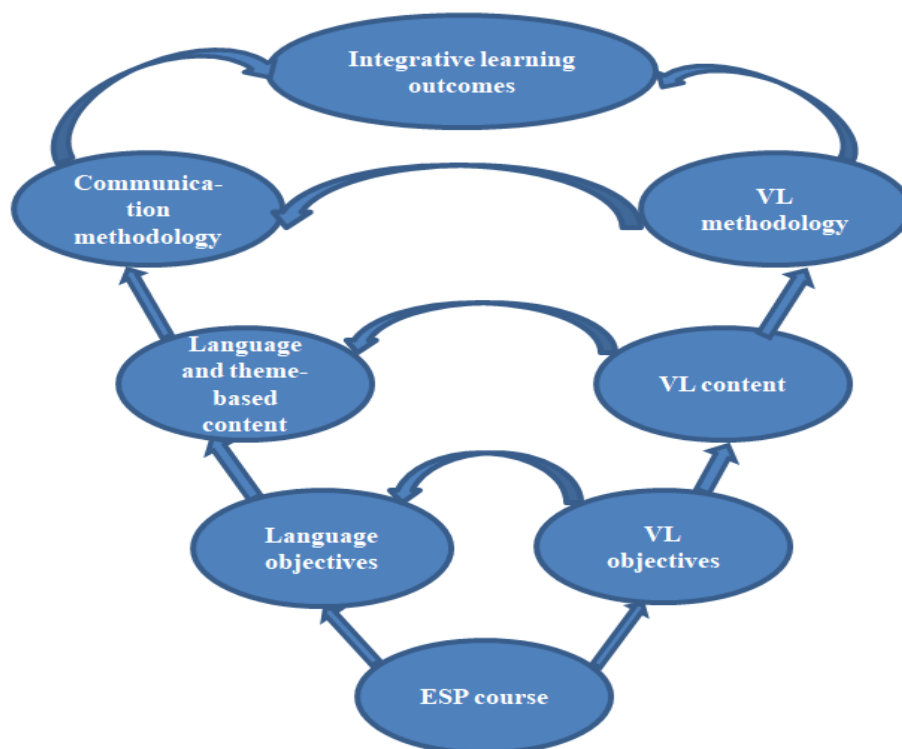 Integrative learning
outcomes
Communica-
tion
methodology
VL
methodology
Language
and theme-
based
content
VL content
Language
objectives
VL
objectives
ESP course